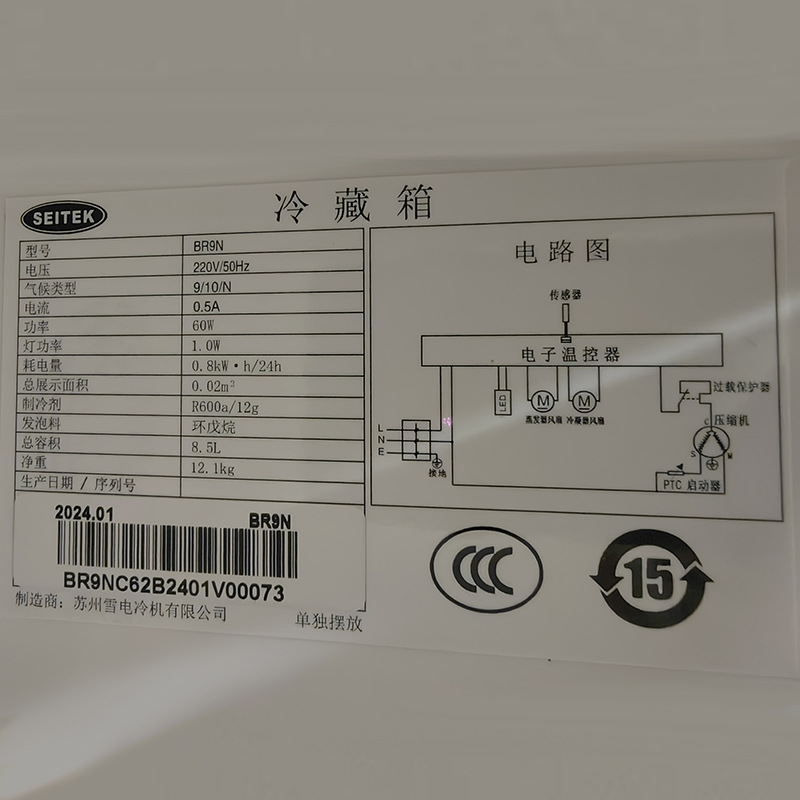 SEITEK
冷藏箱
型号 BR9N
电压 220V/50Hz
气候类型 9/10/N
电流 0.5A
功率 60W
灯功率 1.0W
耗电量 0.8kW·h/24h
总展示面积 0.02m²
制冷剂 R600a/12g
发泡料 环戊烷
总容积 8.5L
净重 12.1kg
生产日期 / 序列号
2024.01 BR9N
BR9NC62B2401V00073
制造商：苏州雪电冷机有限公司
单独摆放
电路图
传感器
电子温控器
LED
M
M
蒸发器风扇
冷凝器风扇
过载保护器
L
N
E
接地
C
压缩机
S
M
PTC 启动器
CCC
15